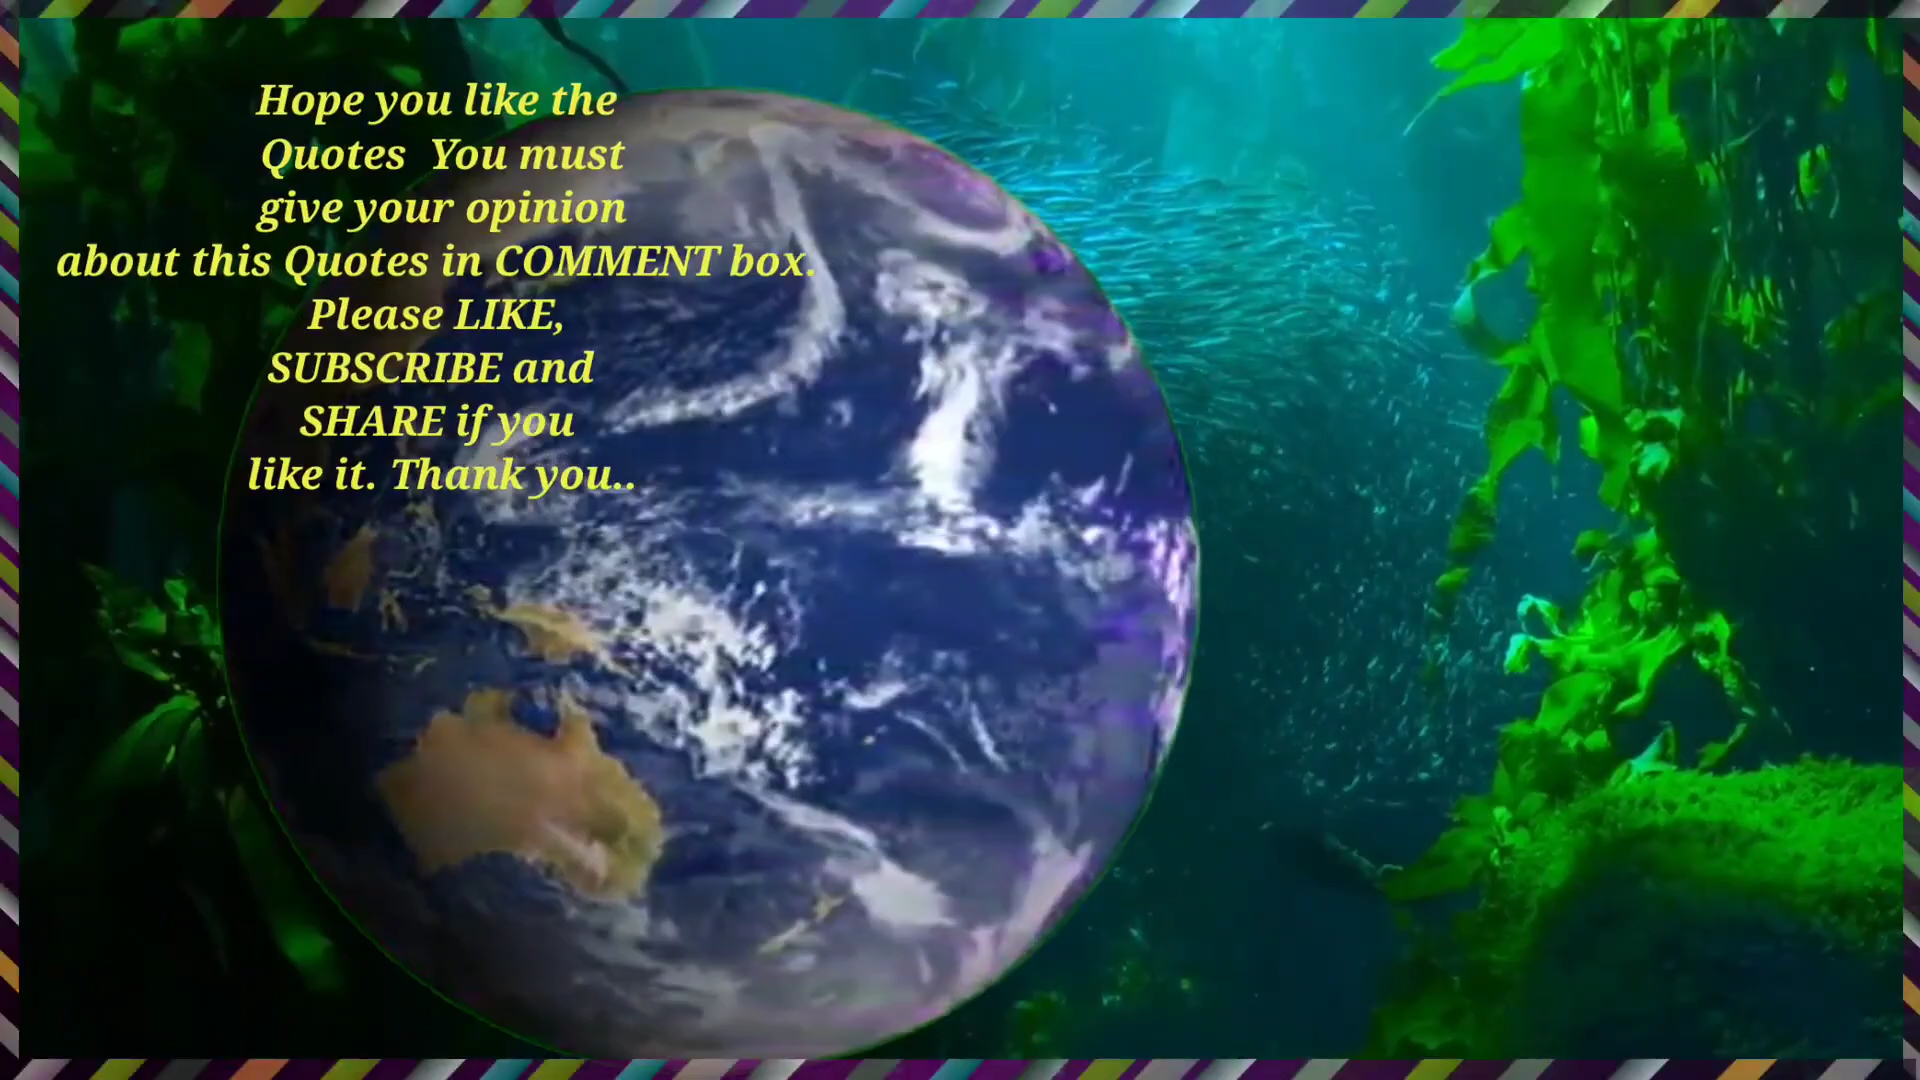 Hope you like the
Quotes  You must
give your opinion
about this Quotes in COMMENT box.
Please LIKE,
SUBSCRIBE and
SHARE if you
like it. Thank you..